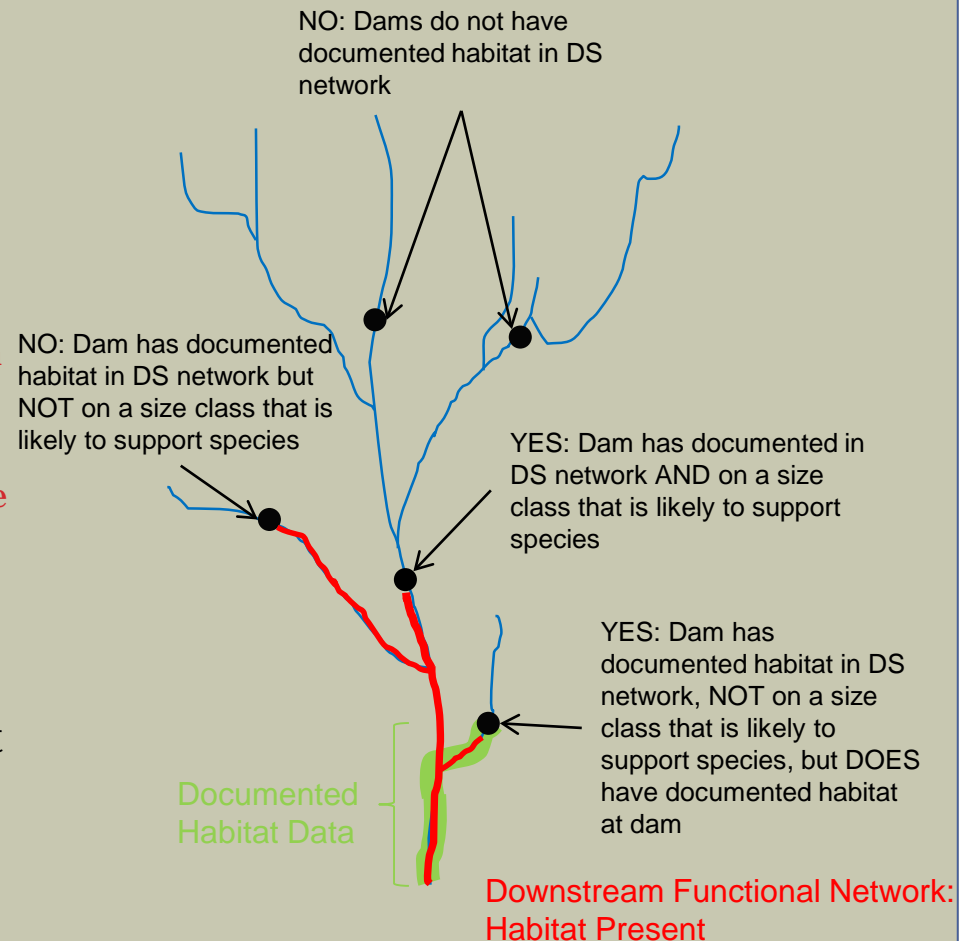 NO: Dams do not have
documented habitat in DS
network
NO: Dam has documented
habitat in DS network but
NOT on a size class that is
likely to support species
e
YES: Dam has documented in
DS network AND on a size
class that is likely to support
species
YES: Dam has
documented habitat in DS
network, NOT on a size
class that is likely to
support species, but DOES
have documented habitat
at dam
t
Documented
Habitat Data
Downstream Functional Network:
Habitat Present